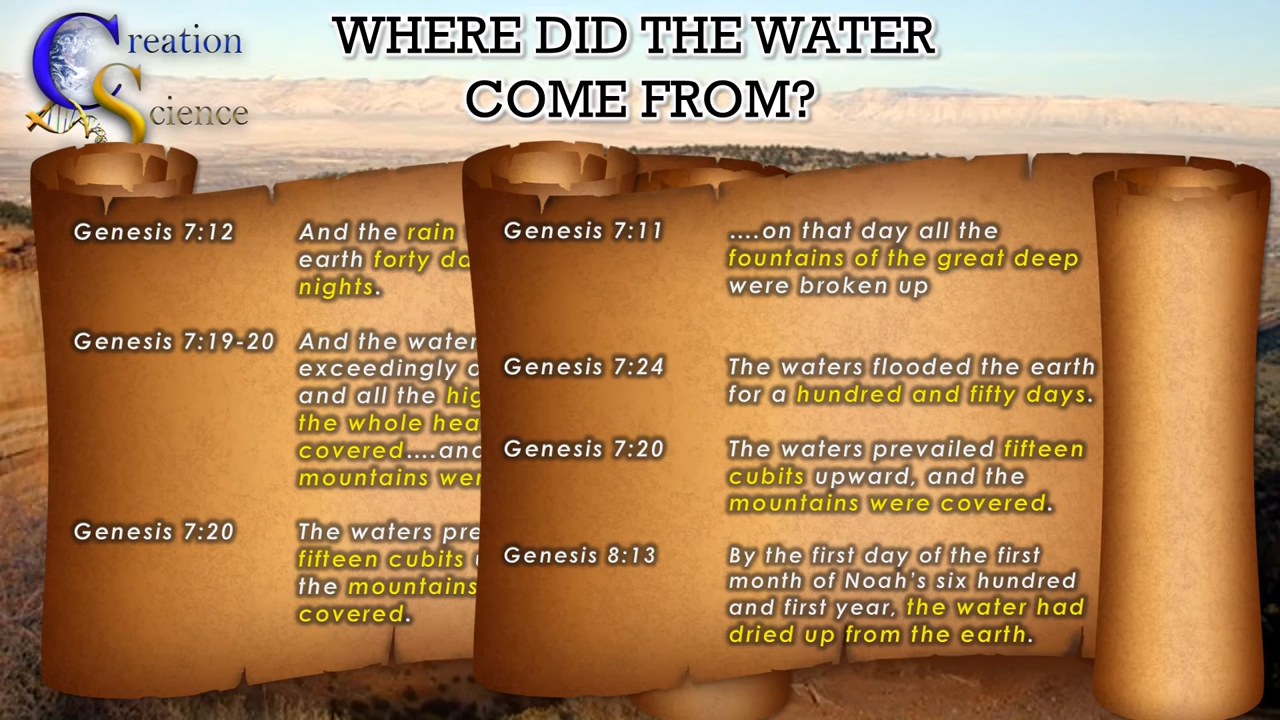 Creation
Science
WHERE DID THE WATER
COME FROM?
Genesis 7:12
And the rain
earth forty da
nights.
Genesis 7:19-20
And the water
exceedingly
and all the hig
the whole hea
covered....and
mountains wer
Genesis 7:20
The waters pre
fifteen cubits
the mountains
covered.
Genesis 7:11
....on that day all the
fountains of the great deep
were broken up
Genesis 7:24
The waters flooded the earth
for a hundred and fifty days.
Genesis 7:20
The waters prevailed fifteen
cubits upward, and the
mountains were covered.
Genesis 8:13
By the first day of the first
month of Noah's six hundred
and first year, the water had
dried up from the earth.